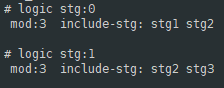 # logic stg:0
mod:3  include-stg: stg1 stg2
# logic stg:1
mod:3  include-stg: stg2 stg3